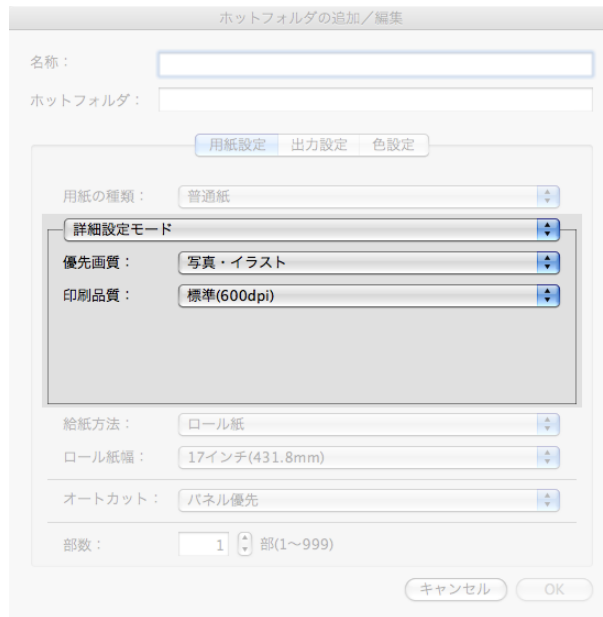 ホットフォルダの追加／編集
名称：
ホットフォルダ：
用紙設定 出力設定 色設定
用紙の種類： 普通紙
詳細設定モード
優先画質： 写真・イラスト
印刷品質： 標準(600dpi)
給紙方法： ロール紙
ロール紙幅： 17インチ(431.8mm)
オートカット： パネル優先
部数： 1 部(1〜999)
キャンセル OK